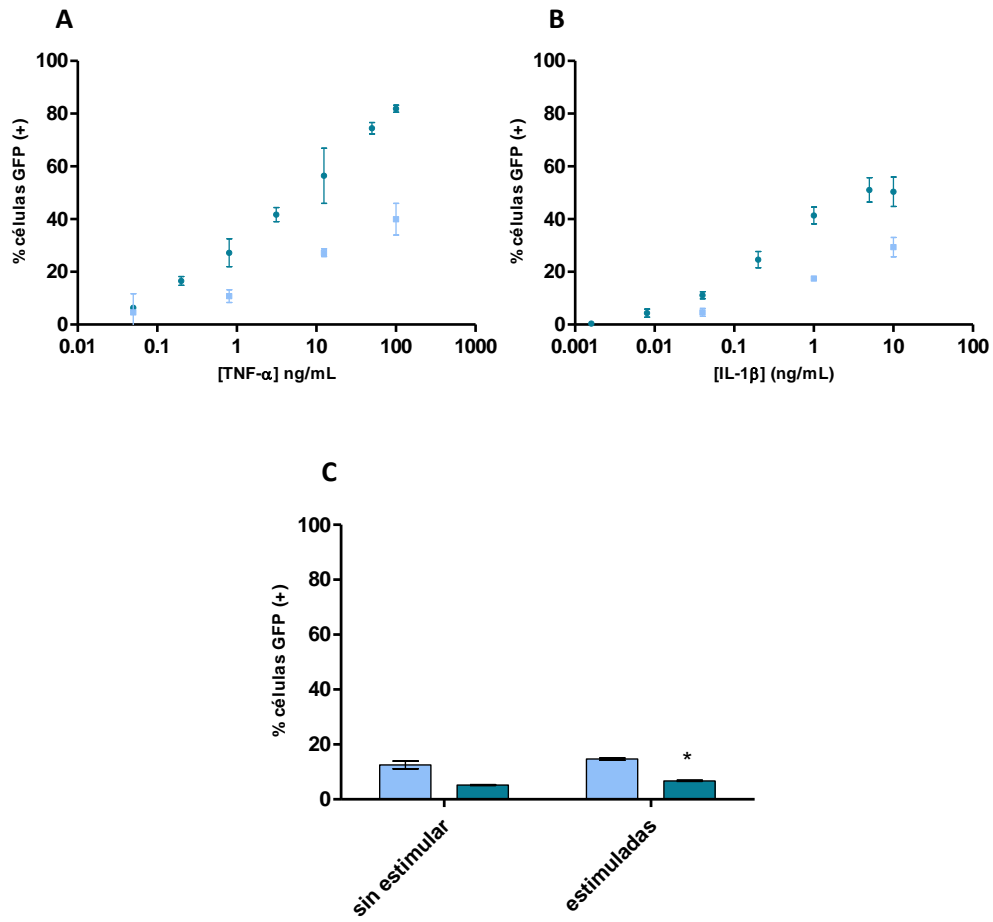 A
100
80
60
40
20
0
% células GFP (+)
0.01 0.1 1 10 100 1000
[TNF-α] ng/mL
B
100
80
60
40
20
0
% células GFP (+)
0.001 0.01 0.1 1 10 100
[IL-1β] (ng/mL)
C
100
80
60
40
20
0
% células GFP (+)
*
sin estimular
estimuladas